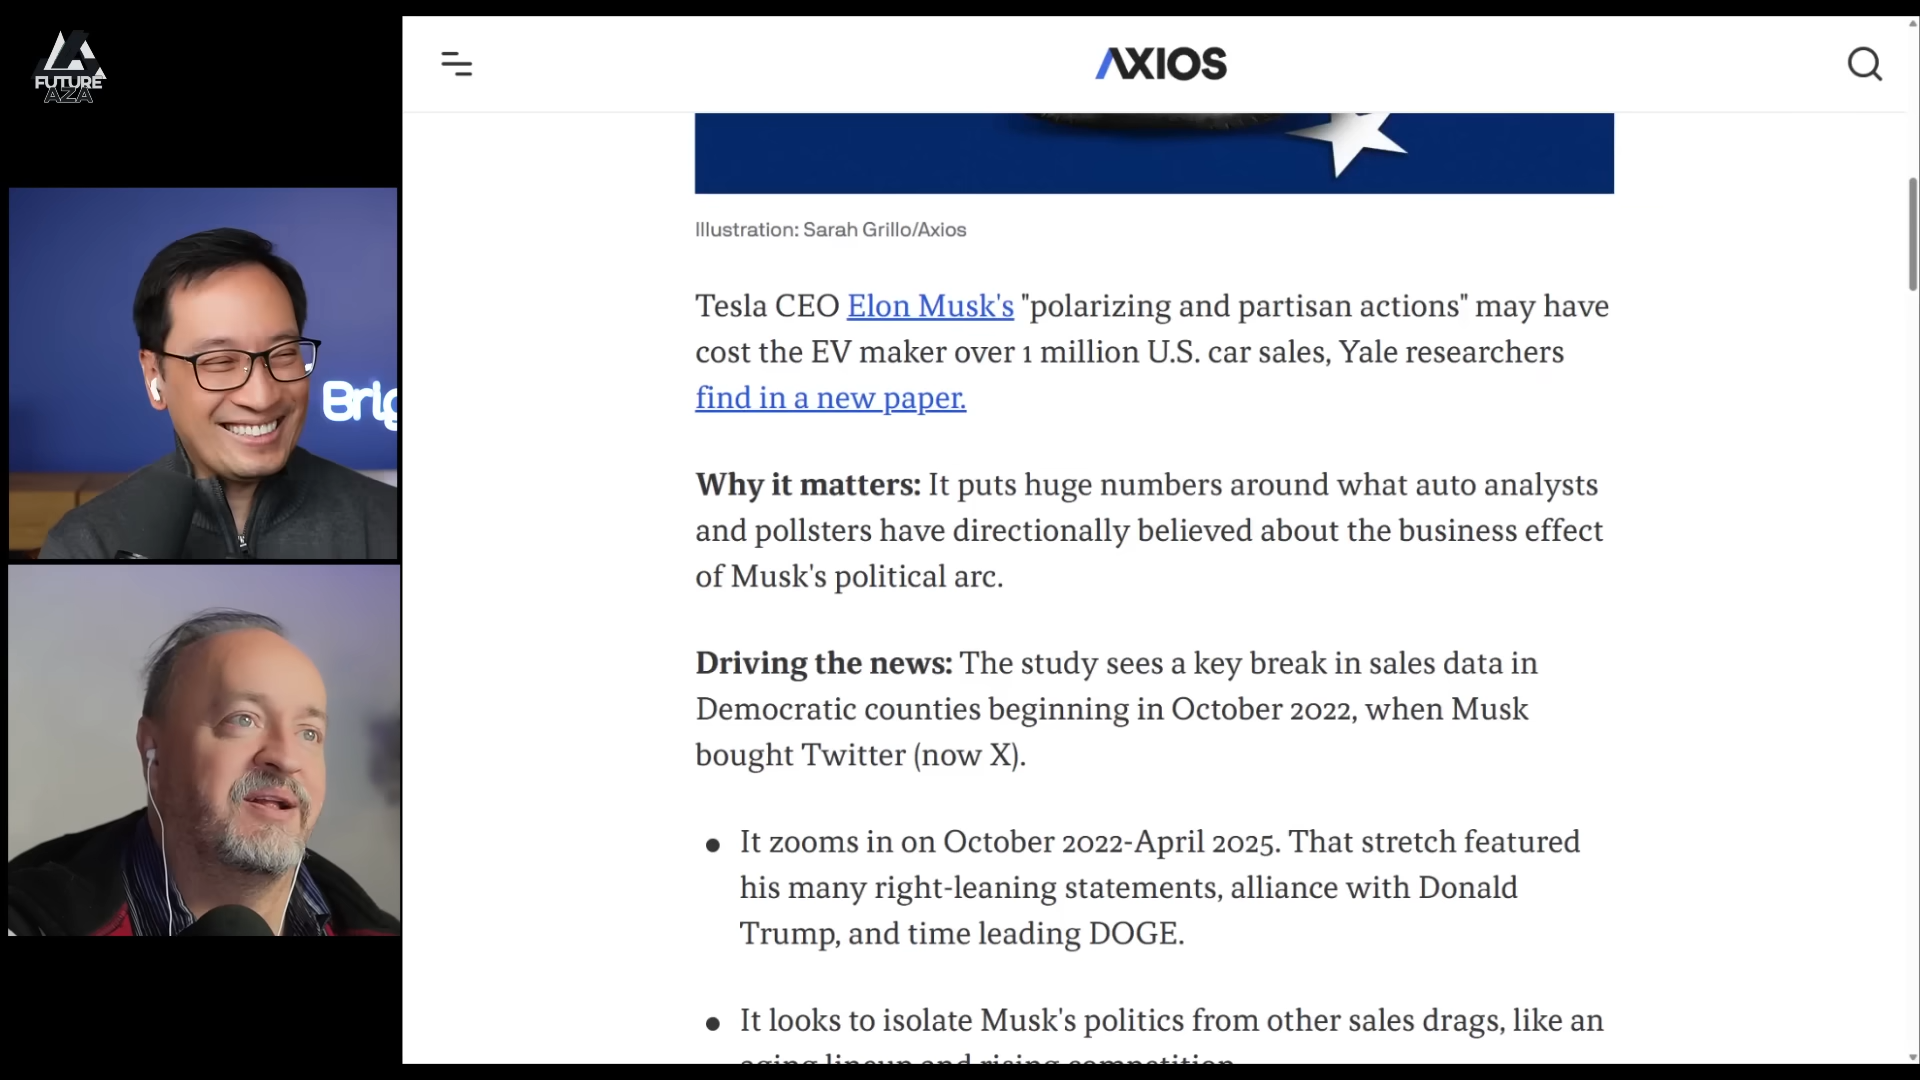 FUTURE
AZA
AXIOS
Brig
Illustration: Sarah Grillo/Axios
Tesla CEO Elon Musk's "polarizing and partisan actions" may have
cost the EV maker over 1 million U.S. car sales, Yale researchers
find in a new paper.
Why it matters: It puts huge numbers around what auto analysts
and pollsters have directionally believed about the business effect
of Musk's political arc.
Driving the news: The study sees a key break in sales data in
Democratic counties beginning in October 2022, when Musk
bought Twitter (now X).
● It zooms in on October 2022-April 2025. That stretch featured
his many right-leaning statements, alliance with Donald
Trump, and time leading DOGE.
● It looks to isolate Musk's politics from other sales drags, like an
aging lineup and rising competition.